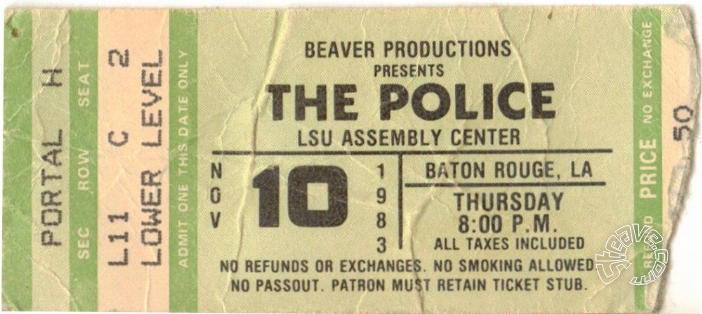 PORTAL H
SEC ROW SEAT
L11 C 2
LOWER LEVEL
ADMIT ONE THIS DATE ONLY
BEAVER PRODUCTIONS
PRESENTS
THE POLICE
LSU ASSEMBLY CENTER
NOV 10 1983
BATON ROUGE, LA
THURSDAY
8:00 P.M.
ALL TAXES INCLUDED
NO REFUNDS OR EXCHANGES. NO SMOKING ALLOWED
NO PASSOUT. PATRON MUST RETAIN TICKET STUB.
PRICE NO EXCHANGE
50
Steave.com